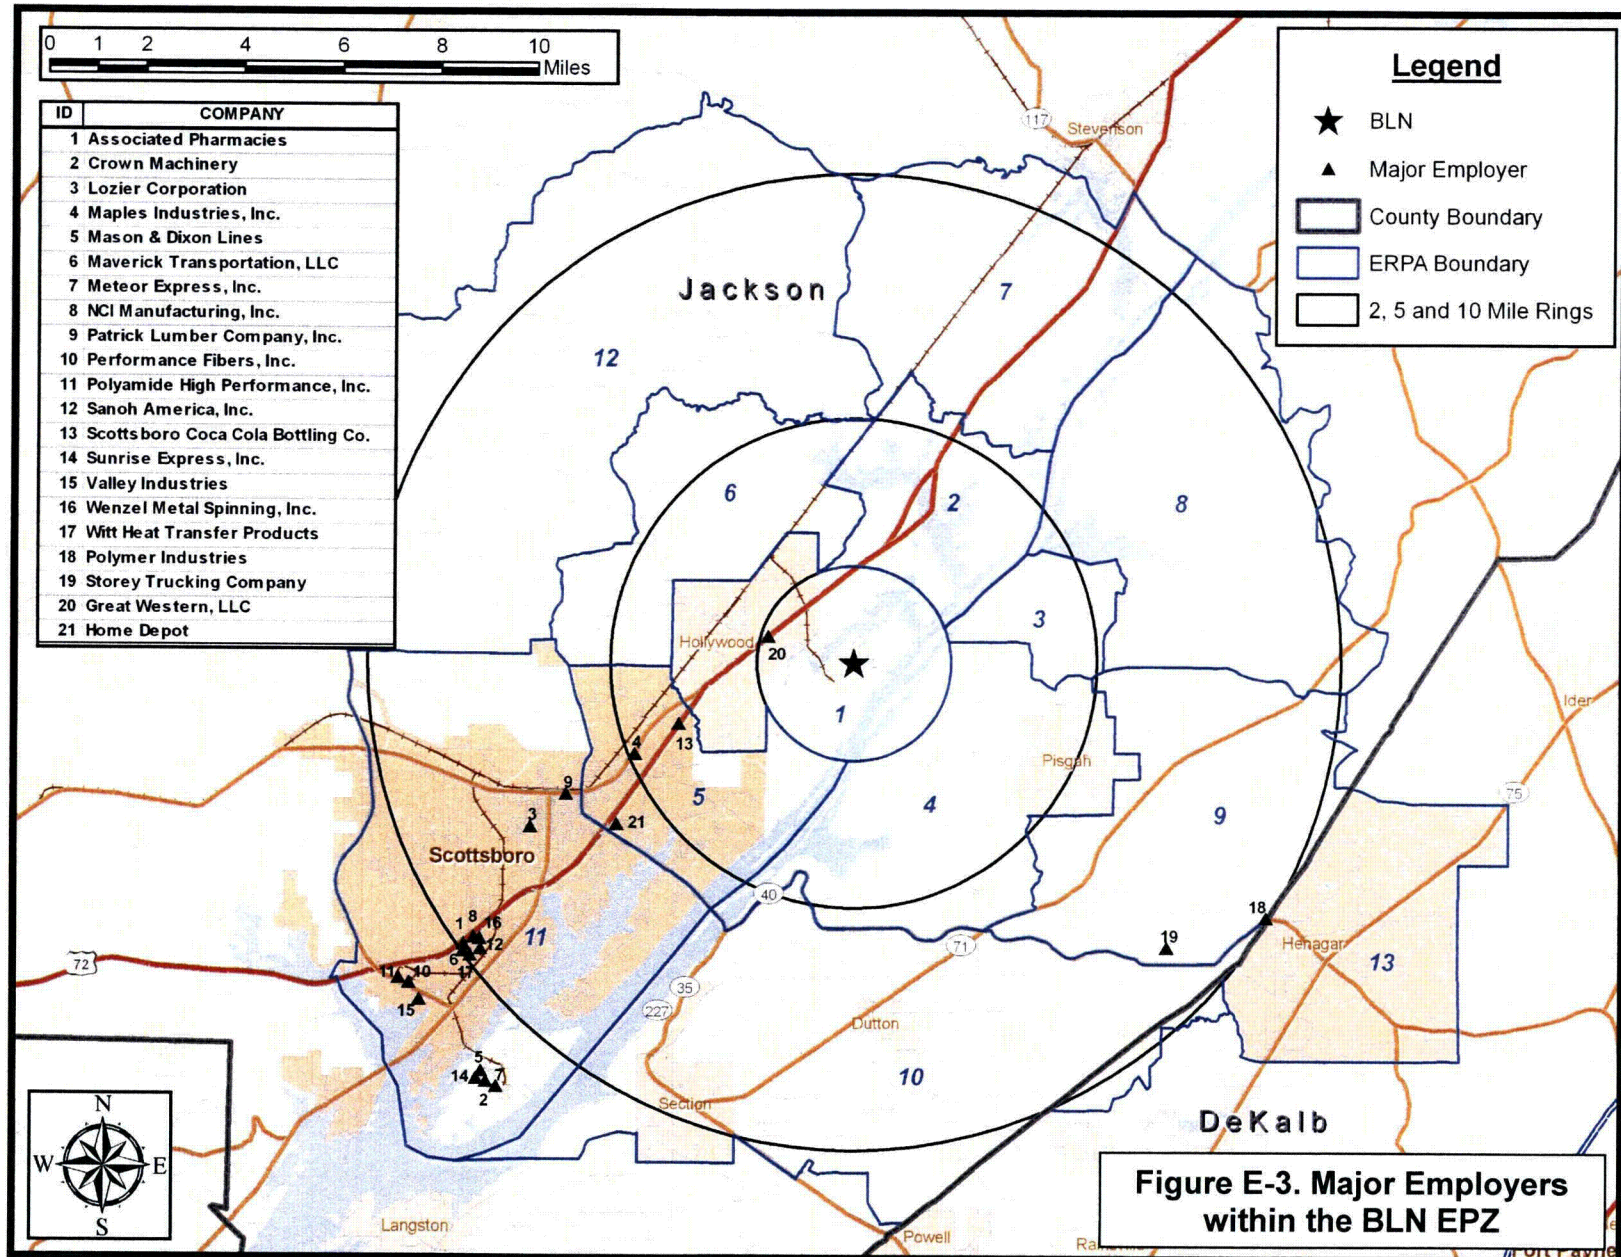 0 1 2 4 6 8 10
Miles
ID COMPANY
1 Associated Pharmacies
2 Crown Machinery
3 Lozier Corporation
4 Maples Industries, Inc.
5 Mason & Dixon Lines
6 Maverick Transportation, LLC
7 Meteor Express, Inc.
8 NCI Manufacturing, Inc.
9 Patrick Lumber Company, Inc.
10 Performance Fibers, Inc.
11 Polyamide High Performance, Inc.
12 Sanoh America, Inc.
13 Scottsboro Coca Cola Bottling Co.
14 Sunrise Express, Inc.
15 Valley Industries
16 Wenzel Metal Spinning, Inc.
17 Witt Heat Transfer Products
18 Polymer Industries
19 Storey Trucking Company
20 Great Western, LLC
21 Home Depot
Legend
BLN
Major Employer
County Boundary
ERPA Boundary
2, 5 and 10 Mile Rings
117
Stevenson
Jackson
7
12
6
2
8
3
Hollywood
20
1
13
4
Pisgah
Ider
75
9
5
4
9
3
21
Scottsboro
40
8
1
16
12
11
6
17
11
10
15
72
71
18
19
Henagar
13
35
227
Dutton
5
14
7
2
10
Section
DeKalb
N
W E
S
Langston
Powell
Figure E-3. Major Employers
within the BLN EPZ